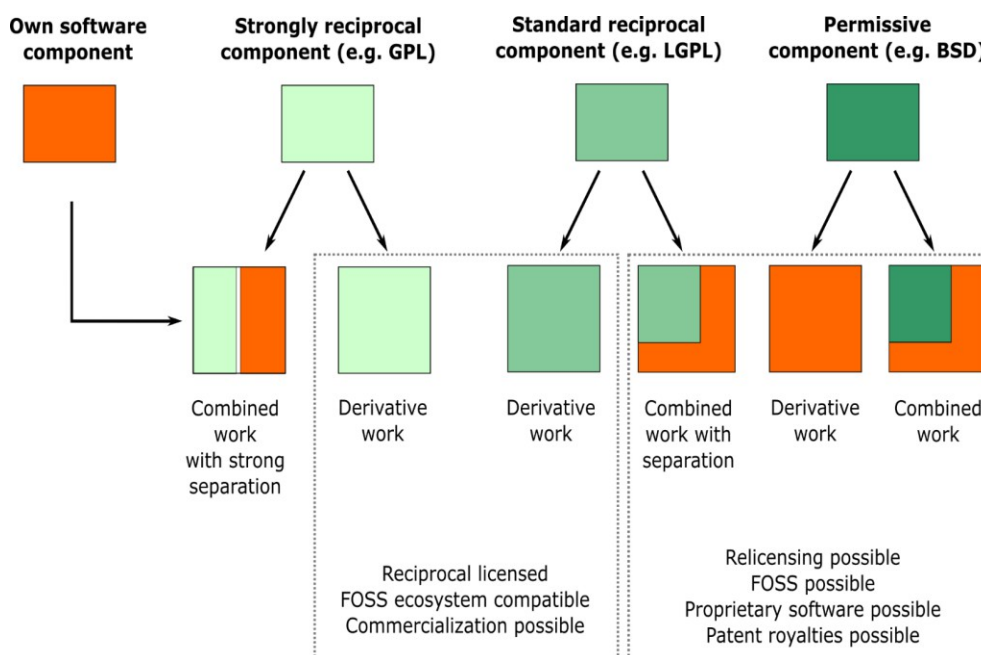 Own software
component
Strongly reciprocal
component (e.g. GPL)
Standard reciprocal
component (e.g. LGPL)
Permissive
component (e.g. BSD)
Combined
work
with strong
separation
Derivative
work
Derivative
work
Combined
work with
separation
Derivative
work
Combined
work
Reciprocal licensed
FOSS ecosystem compatible
Commercialization possible
Relicensing possible
FOSS possible
Proprietary software possible
Patent royalties possible